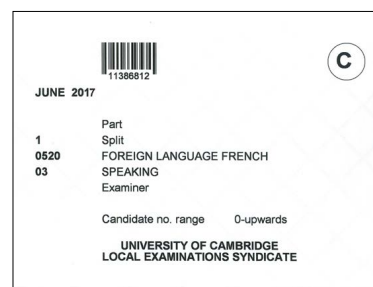 11386812
C
JUNE 2017
Part
1 Split
0520 FOREIGN LANGUAGE FRENCH
03 SPEAKING
Examiner
Candidate no. range 0-upwards
UNIVERSITY OF CAMBRIDGE
LOCAL EXAMINATIONS SYNDICATE